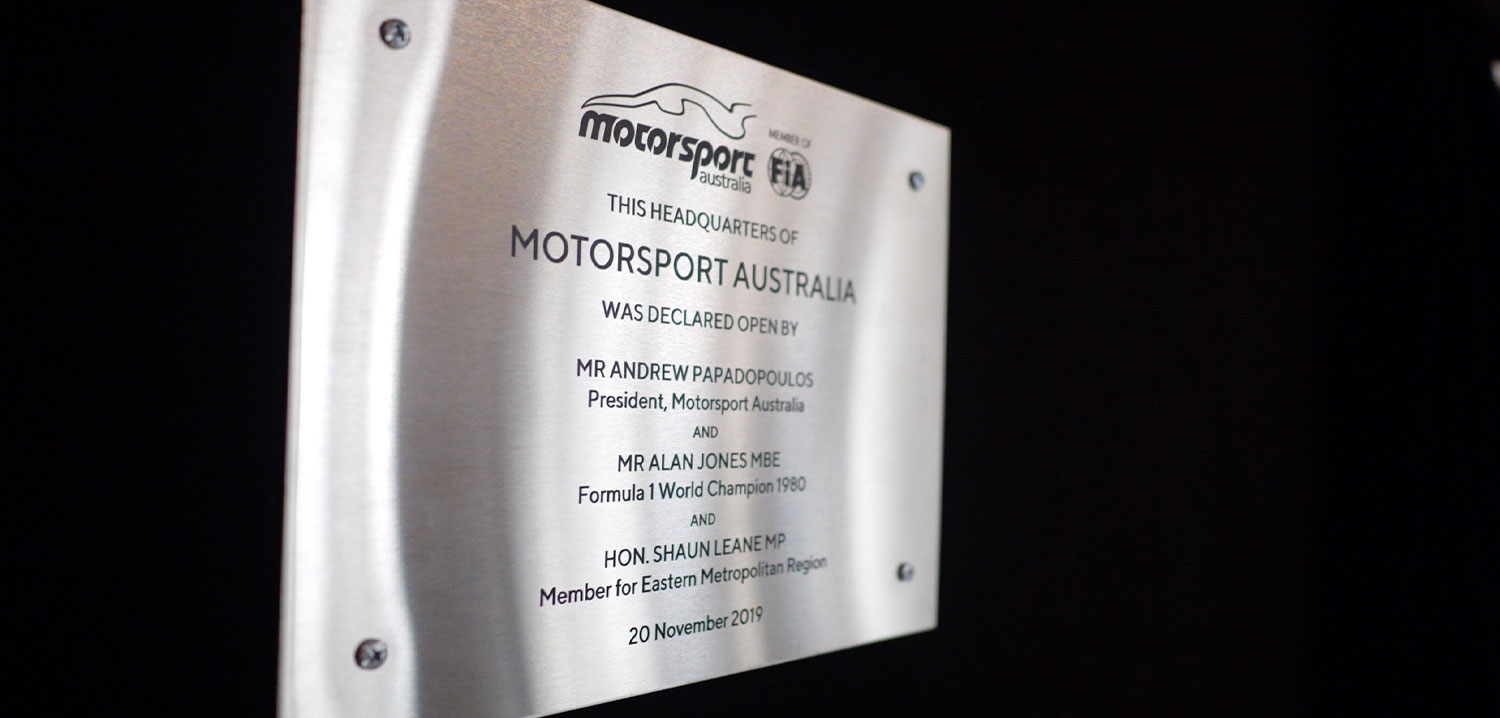 motorsport
australia
MEMBER OF
FiA
THIS HEADQUARTERS OF
MOTORSPORT AUSTRALIA
WAS DECLARED OPEN BY
MR ANDREW PAPADOPOULOS
President, Motorsport Australia
AND
MR ALAN JONES MBE
Formula 1 World Champion 1980
AND
HON. SHAUN LEANE MP
Member for Eastern Metropolitan Region
20 November 2019